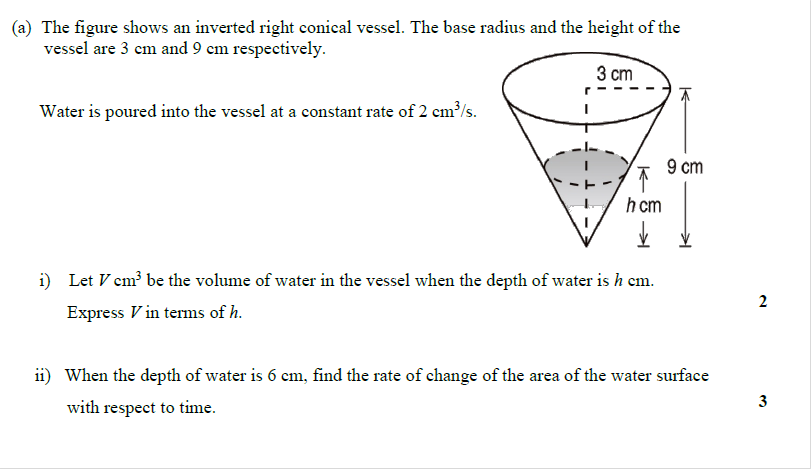 (a) The figure shows an inverted right conical vessel. The base radius and the height of the
vessel are 3 cm and 9 cm respectively.
3 cm
Water is poured into the vessel at a constant rate of 2 cm³/s.
9 cm
h cm
i) Let V cm³ be the volume of water in the vessel when the depth of water is h cm.
Express V in terms of h.
2
ii) When the depth of water is 6 cm, find the rate of change of the area of the water surface
with respect to time.
3